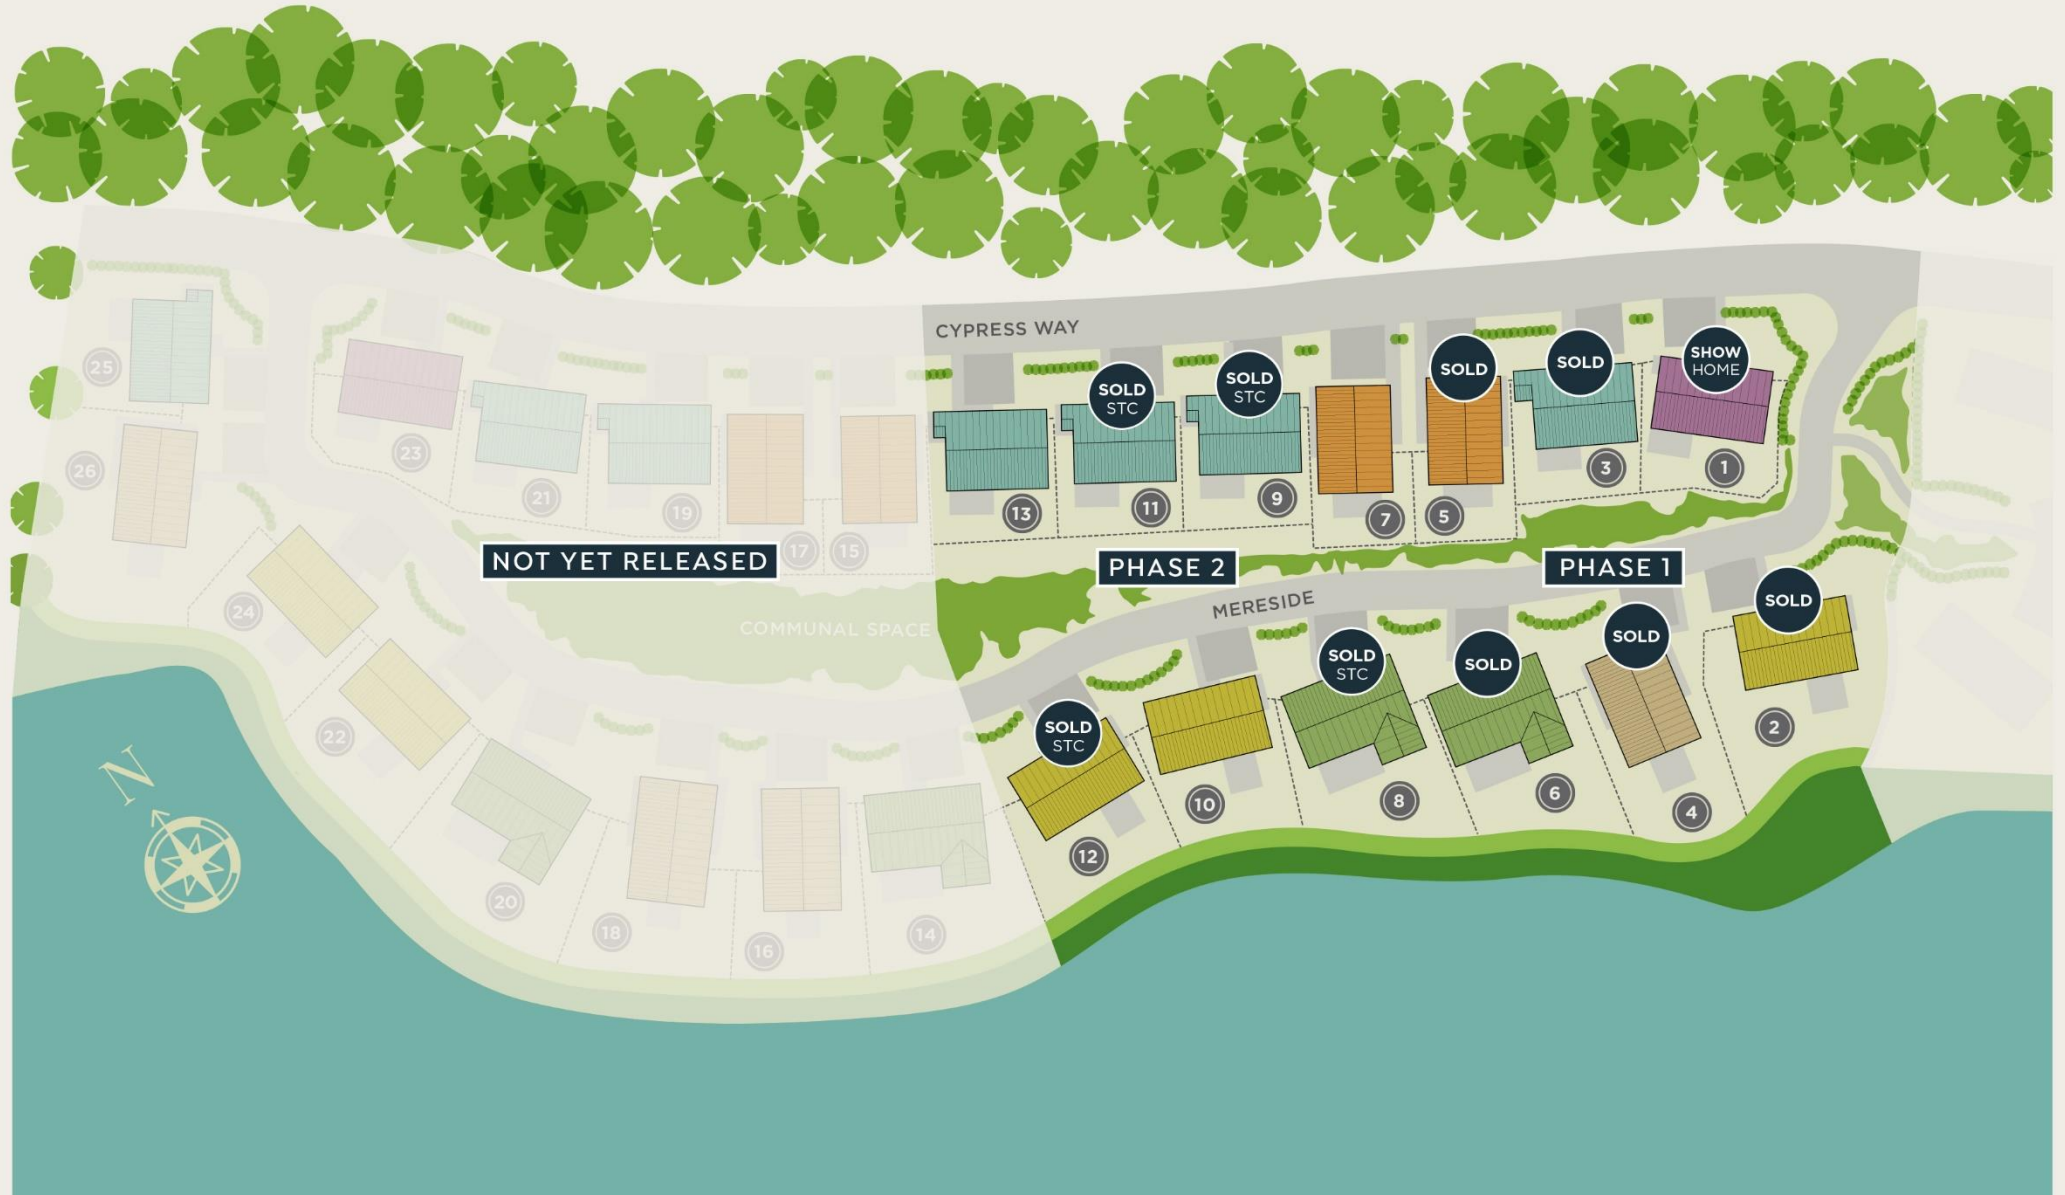 CYPRESS WAY
SOLD
STC
SOLD
STC
SOLD
SOLD
SHOW
HOME
25
26
23
21
19
17
15
13
11
9
7
5
3
1
NOT YET RELEASED
PHASE 2
PHASE 1
COMMUNAL SPACE
MERESIDE
SOLD
STC
SOLD
STC
SOLD
SOLD
SOLD
24
22
20
18
16
14
12
10
8
6
4
2
N